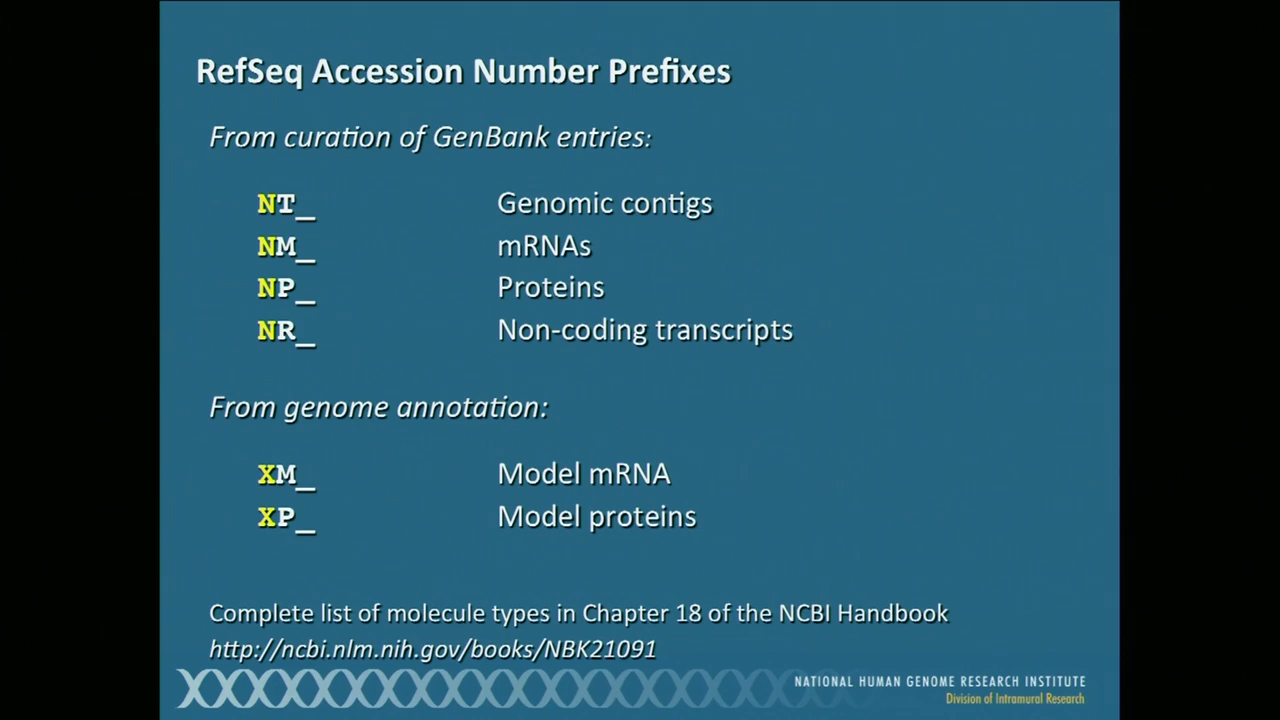 RefSeq Accession Number Prefixes
From curation of GenBank entries:
NT_ Genomic contigs
NM_ mRNAs
NP_ Proteins
NR_ Non-coding transcripts
From genome annotation:
XM_ Model mRNA
XP_ Model proteins
Complete list of molecule types in Chapter 18 of the NCBI Handbook
http://ncbi.nlm.nih.gov/books/NBK21091
NATIONAL HUMAN GENOME RESEARCH INSTITUTE
Division of Intramural Research